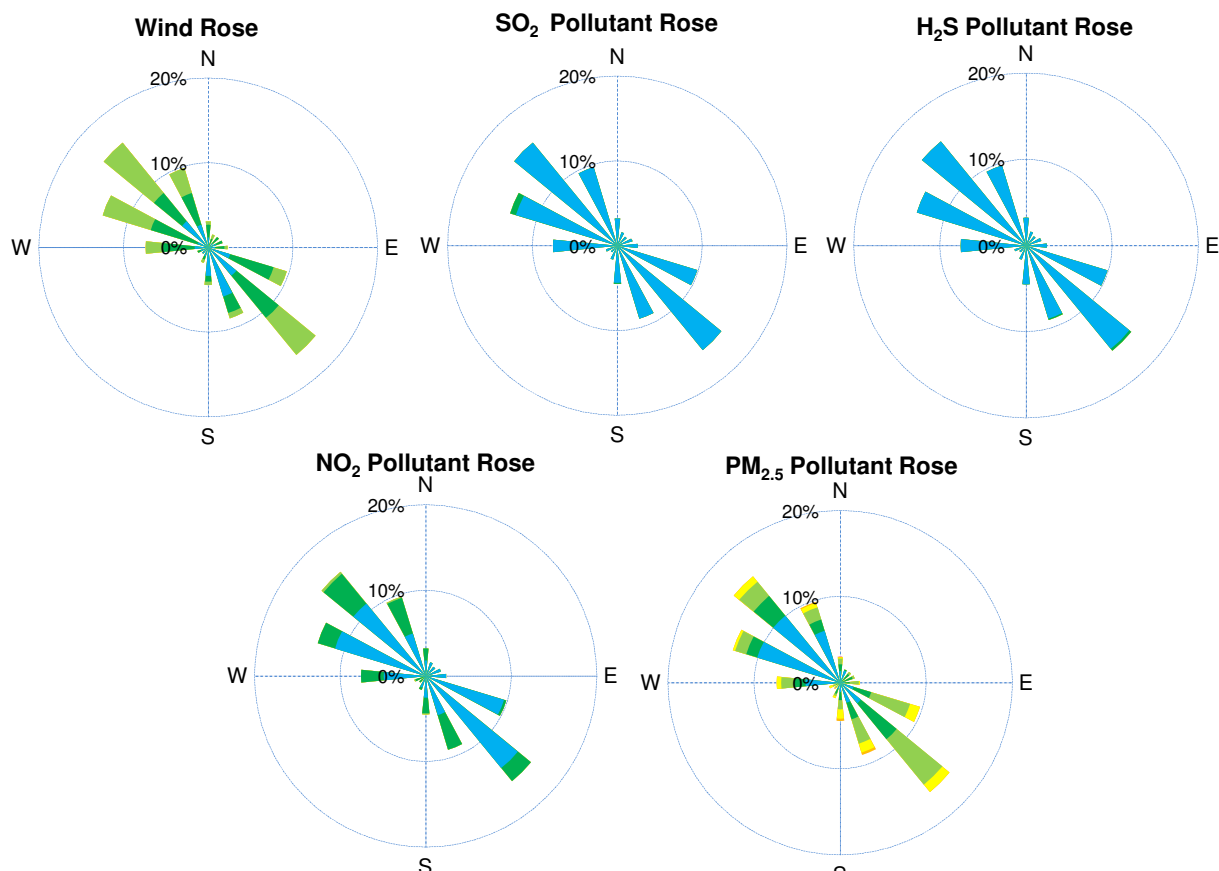 Wind Rose
N
20%
10%
W
0%
E
S
SO₂ Pollutant Rose
N
20%
10%
W
0%
E
S
H₂S Pollutant Rose
N
20%
10%
W
0%
E
S
NO₂ Pollutant Rose
N
20%
10%
W
0%
E
S
PM₂.₅ Pollutant Rose
N
20%
10%
W
0%
E
S